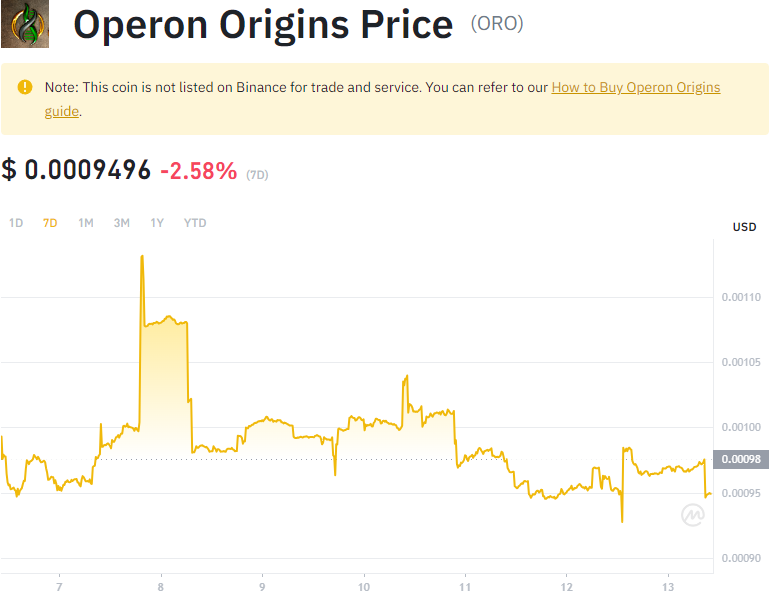 Operon Origins Price (ORO)
Note: This coin is not listed on Binance for trade and service. You can refer to our How to Buy Operon Origins
guide.
$ 0.0009496 -2.58% (7D)
1D 7D 1M 3M 1Y YTD
USD
0.00110
0.00105
0.00100
0.00098
0.00095
0.00090
7 8 9 10 11 12 13